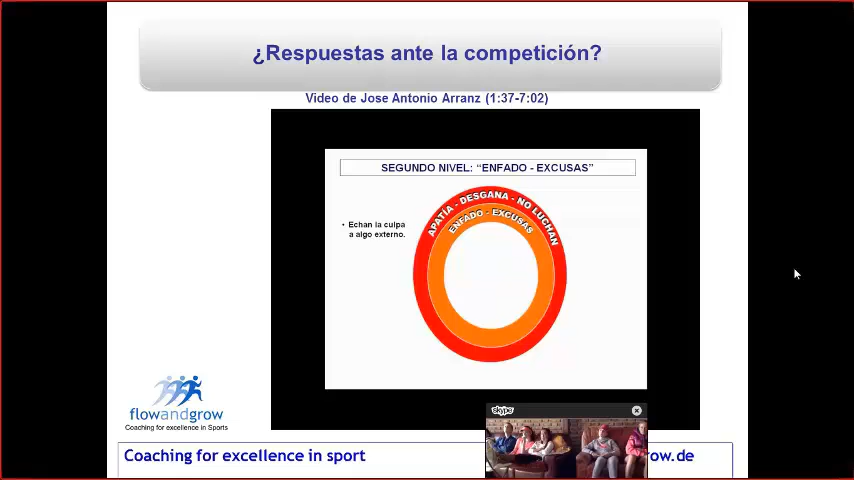 ¿Respuestas ante la competición?
Video de Jose Antonio Arranz (1:37-7:02)
SEGUNDO NIVEL: “ENFADO - EXCUSAS”
APATÍA - DESGANA - NO LUCHAN
ENFADO - EXCUSAS
• Echan la culpa
a algo externo.
flowandgrow
Coaching for excellence in Sports
skype
Coaching for excellence in sport
row.de